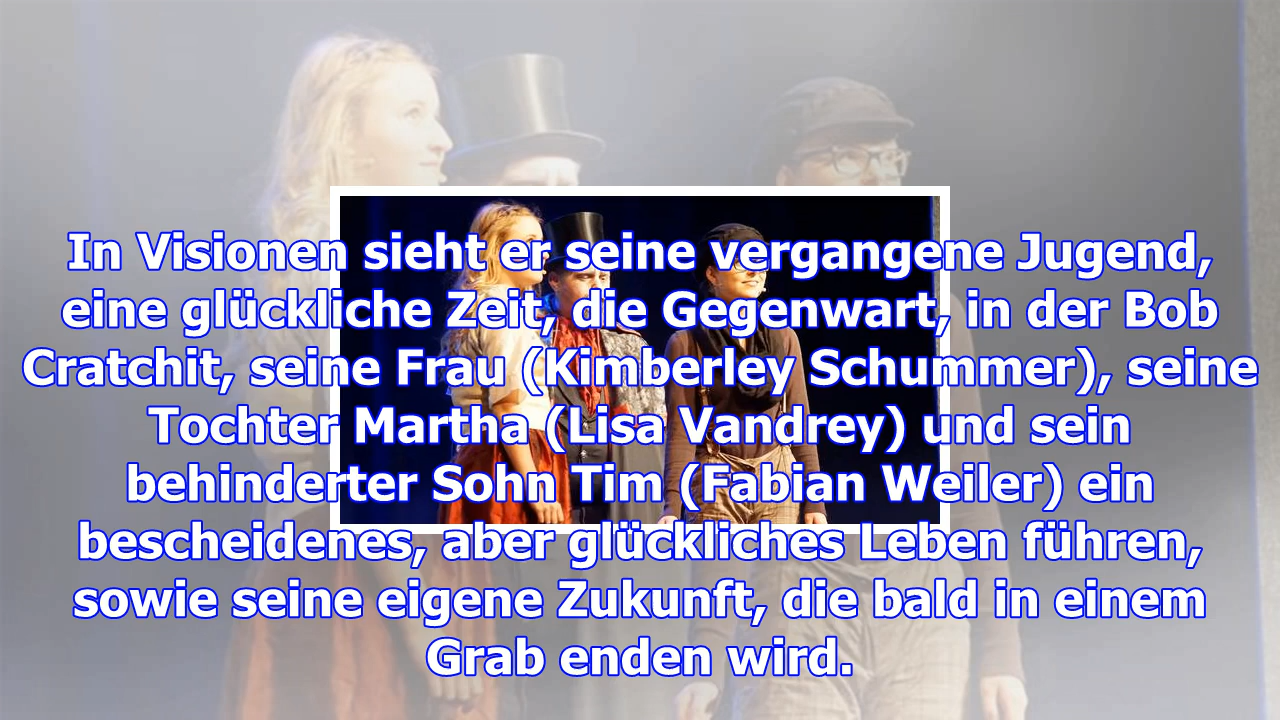 In Visionen sieht er seine vergangene Jugend,
eine glückliche Zeit, die Gegenwart, in der Bob
Cratchit, seine Frau (Kimberley Schummer), seine
Tochter Martha (Lisa Vandrey) und sein
behinderter Sohn Tim (Fabian Weiler) ein
bescheidenes, aber glückliches Leben führen,
sowie seine eigene Zukunft, die bald in einem
Grab enden wird.